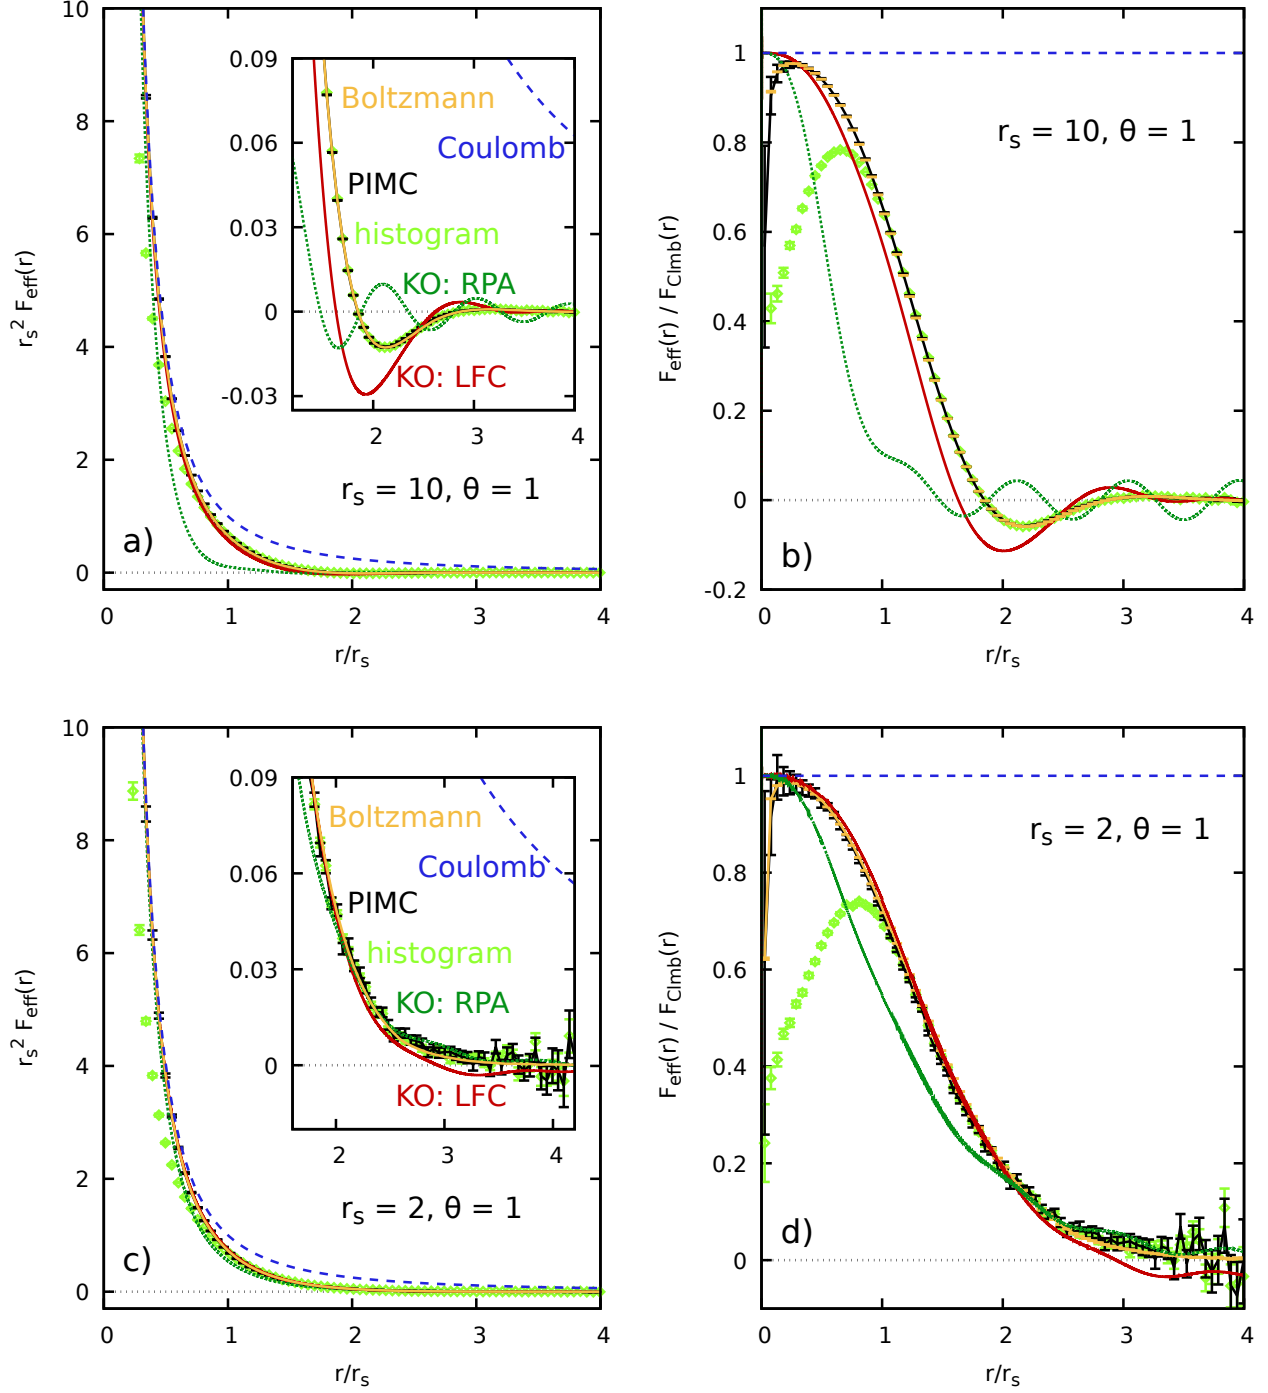 10
8
6
4
2
0
r_s^2 F_eff(r)
0.09
0.06
0.03
0
-0.03
Boltzmann
Coulomb
PIMC
histogram
KO: RPA
KO: LFC
2
3
4
r_s = 10, θ = 1
a)
0
1
2
3
4
r/r_s
1
0.8
0.6
0.4
0.2
0
-0.2
F_eff(r) / F_Clmb(r)
r_s = 10, θ = 1
b)
0
1
2
3
4
r/r_s
10
8
6
4
2
0
r_s^2 F_eff(r)
0.09
0.06
0.03
0
Boltzmann
Coulomb
PIMC
histogram
KO: RPA
KO: LFC
2
3
4
r_s = 2, θ = 1
c)
0
1
2
3
4
r/r_s
1
0.8
0.6
0.4
0.2
0
F_eff(r) / F_Clmb(r)
r_s = 2, θ = 1
d)
0
1
2
3
4
r/r_s